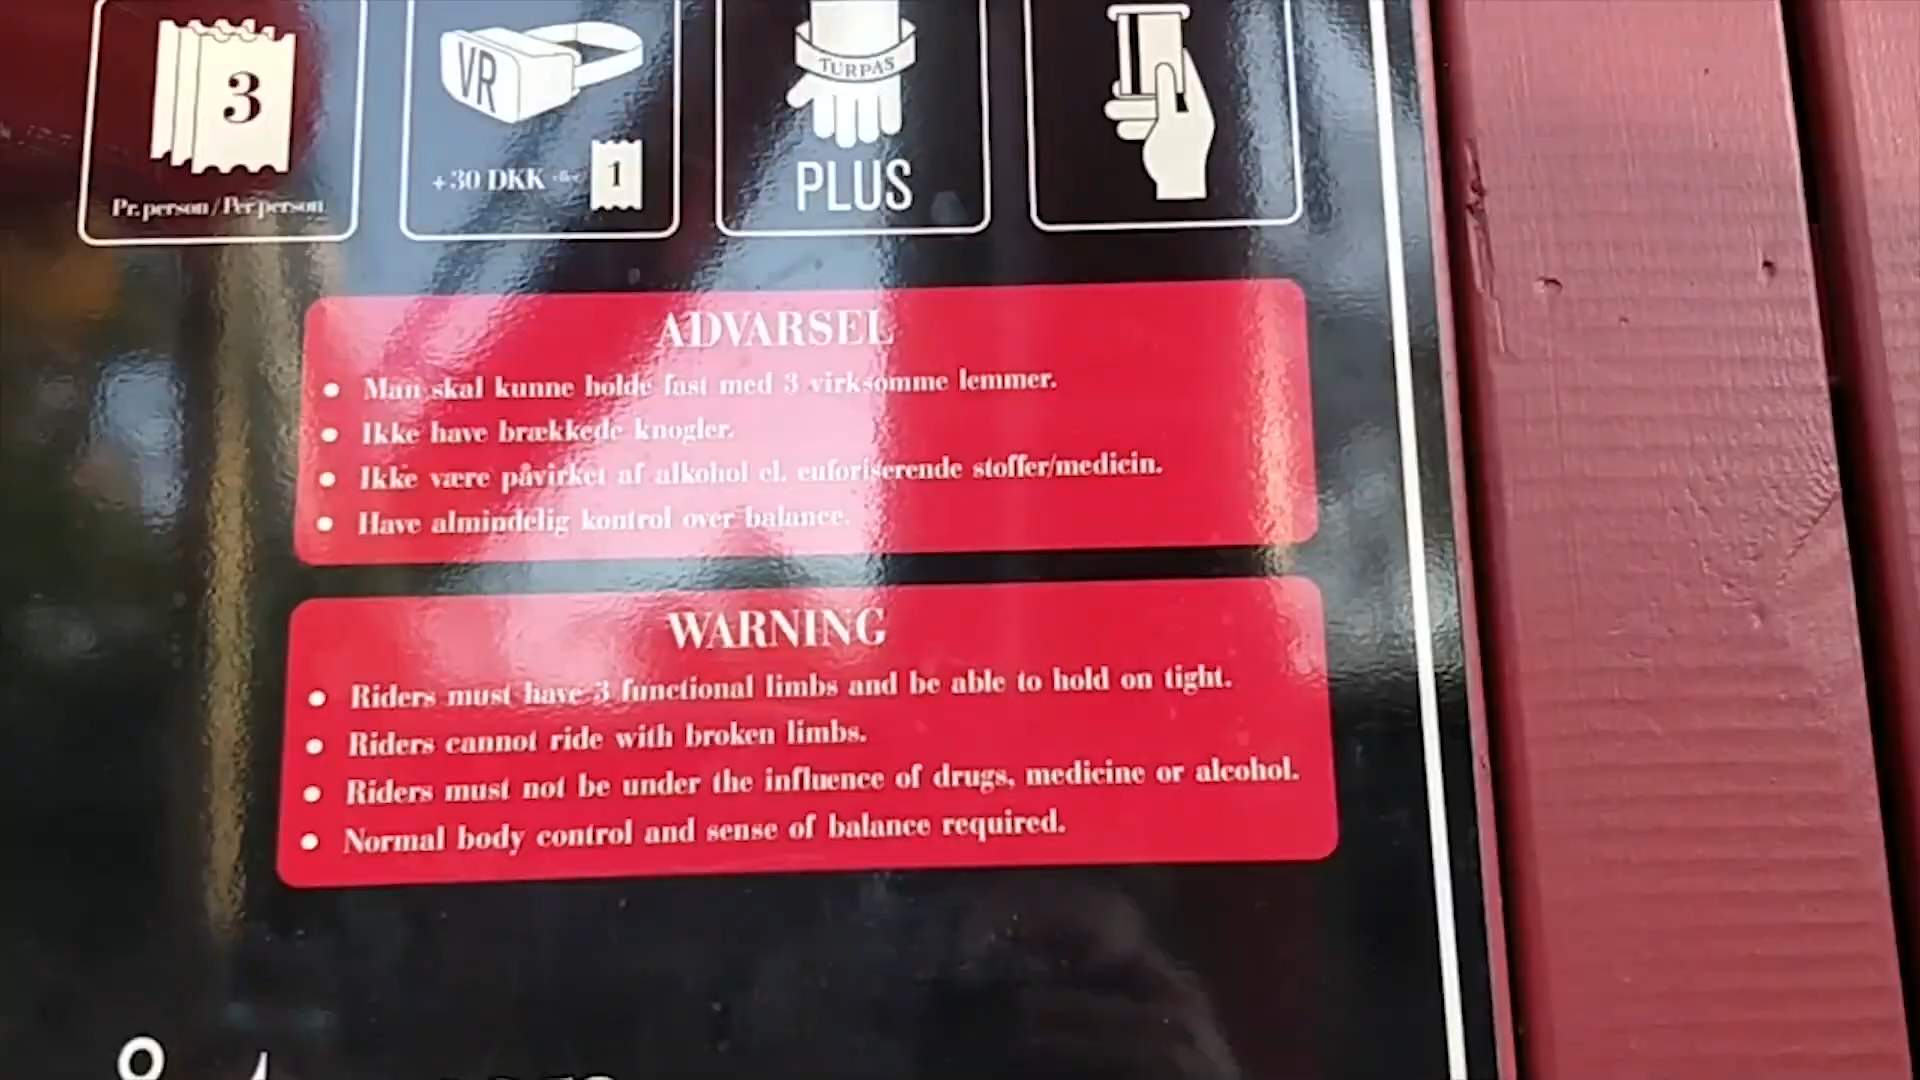 3
Pr. person / Per person
VR
+30 DKK eller 1
TURPAS
PLUS
ADVARSEL
● Man skal kunne holde fast med 3 virksomme lemmer.
● Ikke have brækkede knogler.
● Ikke være påvirket af alkohol el. euforiserende stoffer/medicin.
● Have almindelig kontrol over balance.
WARNING
● Riders must have 3 functional limbs and be able to hold on tight.
● Riders cannot ride with broken limbs.
● Riders must not be under the influence of drugs, medicine or alcohol.
● Normal body control and sense of balance required.